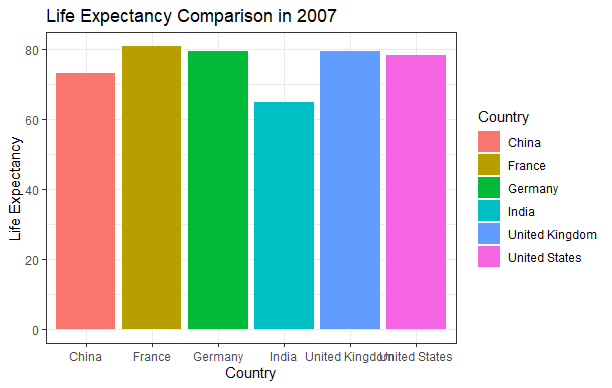 Life Expectancy Comparison in 2007
Life Expectancy
80
60
40
20
0
China France Germany India United Kingdom United States
Country
Country
China
France
Germany
India
United Kingdom
United States